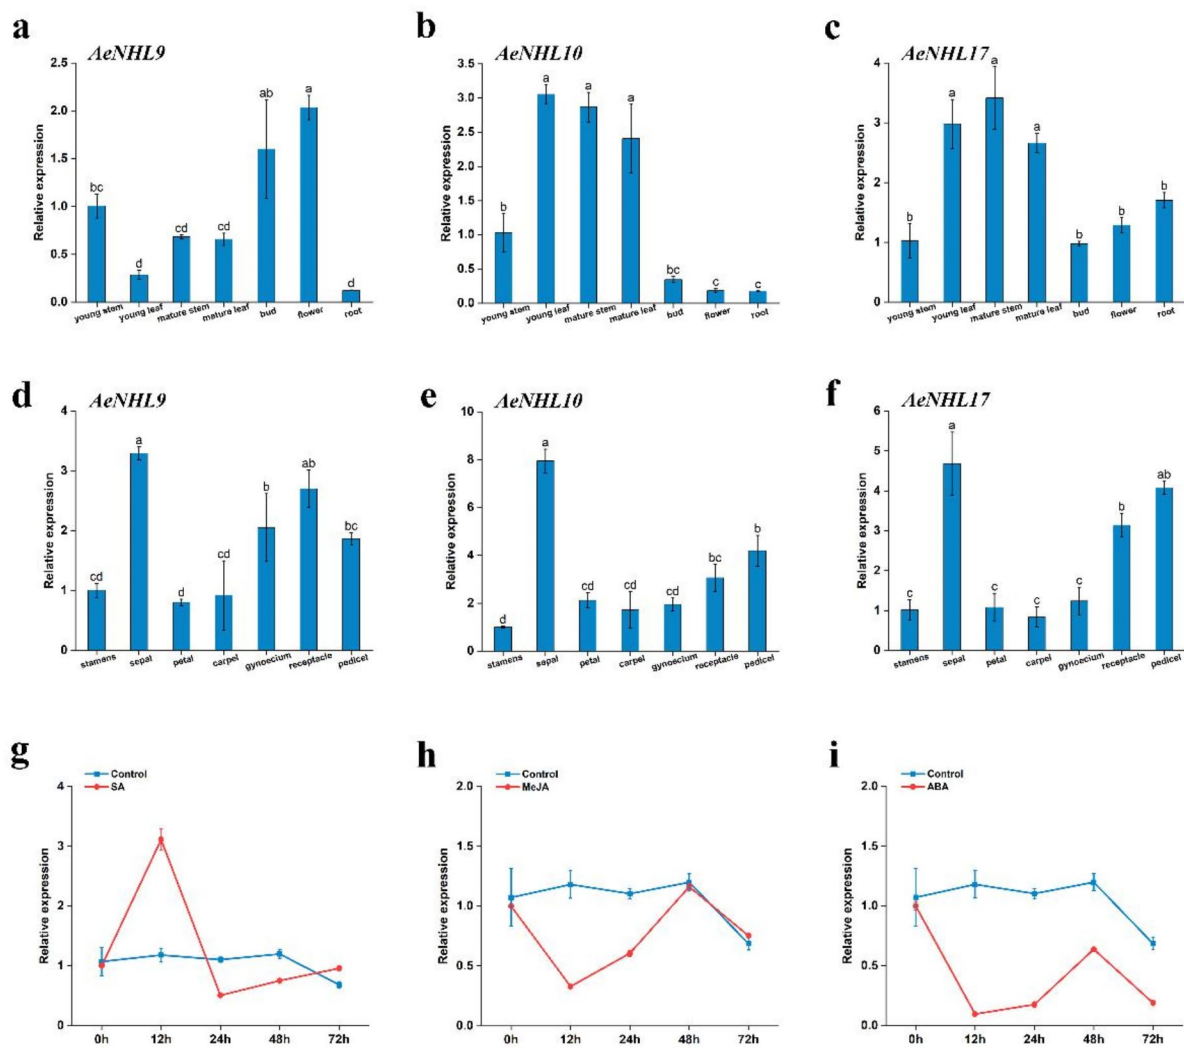 a
AeNHL9
Relative expression
2.5
2.0
1.5
1.0
0.5
0.0
bc
d
cd
cd
ab
a
d
young stem
young leaf
mature stem
mature leaf
bud
flower
root
b
AeNHL10
Relative expression
3.5
3.0
2.5
2.0
1.5
1.0
0.5
0.0
b
a
a
a
bc
c
c
young stem
young leaf
mature stem
mature leaf
bud
flower
root
c
AeNHL17
Relative expression
4
3
2
1
0
b
a
a
a
b
b
b
young stem
young leaf
mature stem
mature leaf
bud
flower
root
d
AeNHL9
Relative expression
4
3
2
1
0
cd
a
d
cd
b
ab
bc
stamens
sepal
petal
carpel
gynoecium
receptacle
pedicel
e
AeNHL10
Relative expression
10
8
6
4
2
0
d
a
cd
cd
cd
bc
b
stamens
sepal
petal
carpel
gynoecium
receptacle
pedicel
f
AeNHL17
Relative expression
6
5
4
3
2
1
0
c
a
c
c
c
b
ab
stamens
sepal
petal
carpel
gynoecium
receptacle
pedicel
g
Control
SA
Relative expression
4
3
2
1
0
0h
12h
24h
48h
72h
h
Control
MeJA
Relative expression
2.0
1.5
1.0
0.5
0.0
0h
12h
24h
48h
72h
i
Control
ABA
Relative expression
2.0
1.5
1.0
0.5
0.0
0h
12h
24h
48h
72h